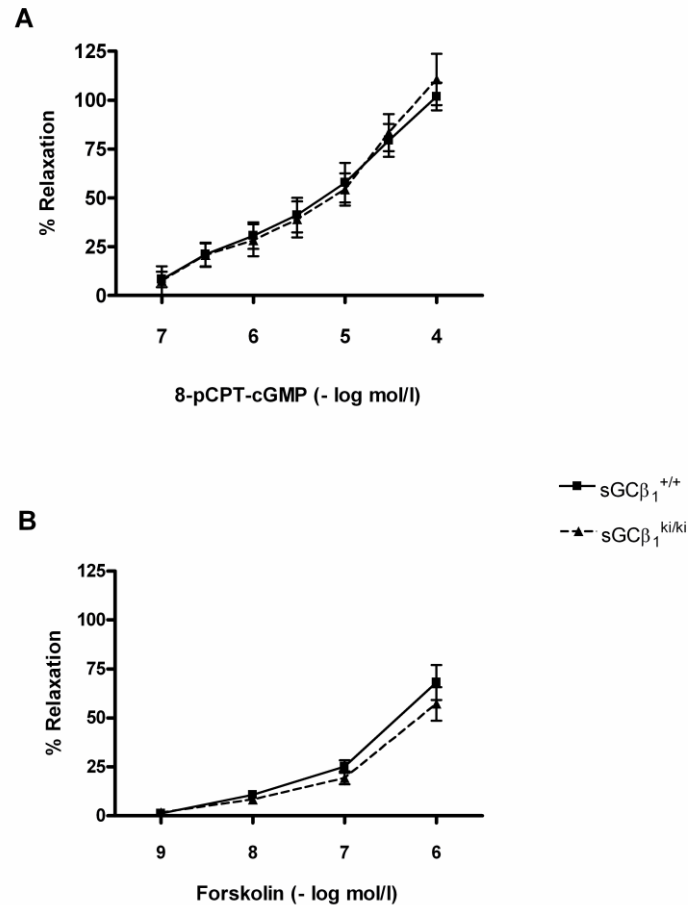 A
125
100
75
50
25
0
% Relaxation
7 6 5 4
8-pCPT-cGMP (- log mol/l)
sGCβ₁⁺/⁺
sGCβ₁ᵏⁱ/ᵏⁱ
B
125
100
75
50
25
0
% Relaxation
9 8 7 6
Forskolin (- log mol/l)